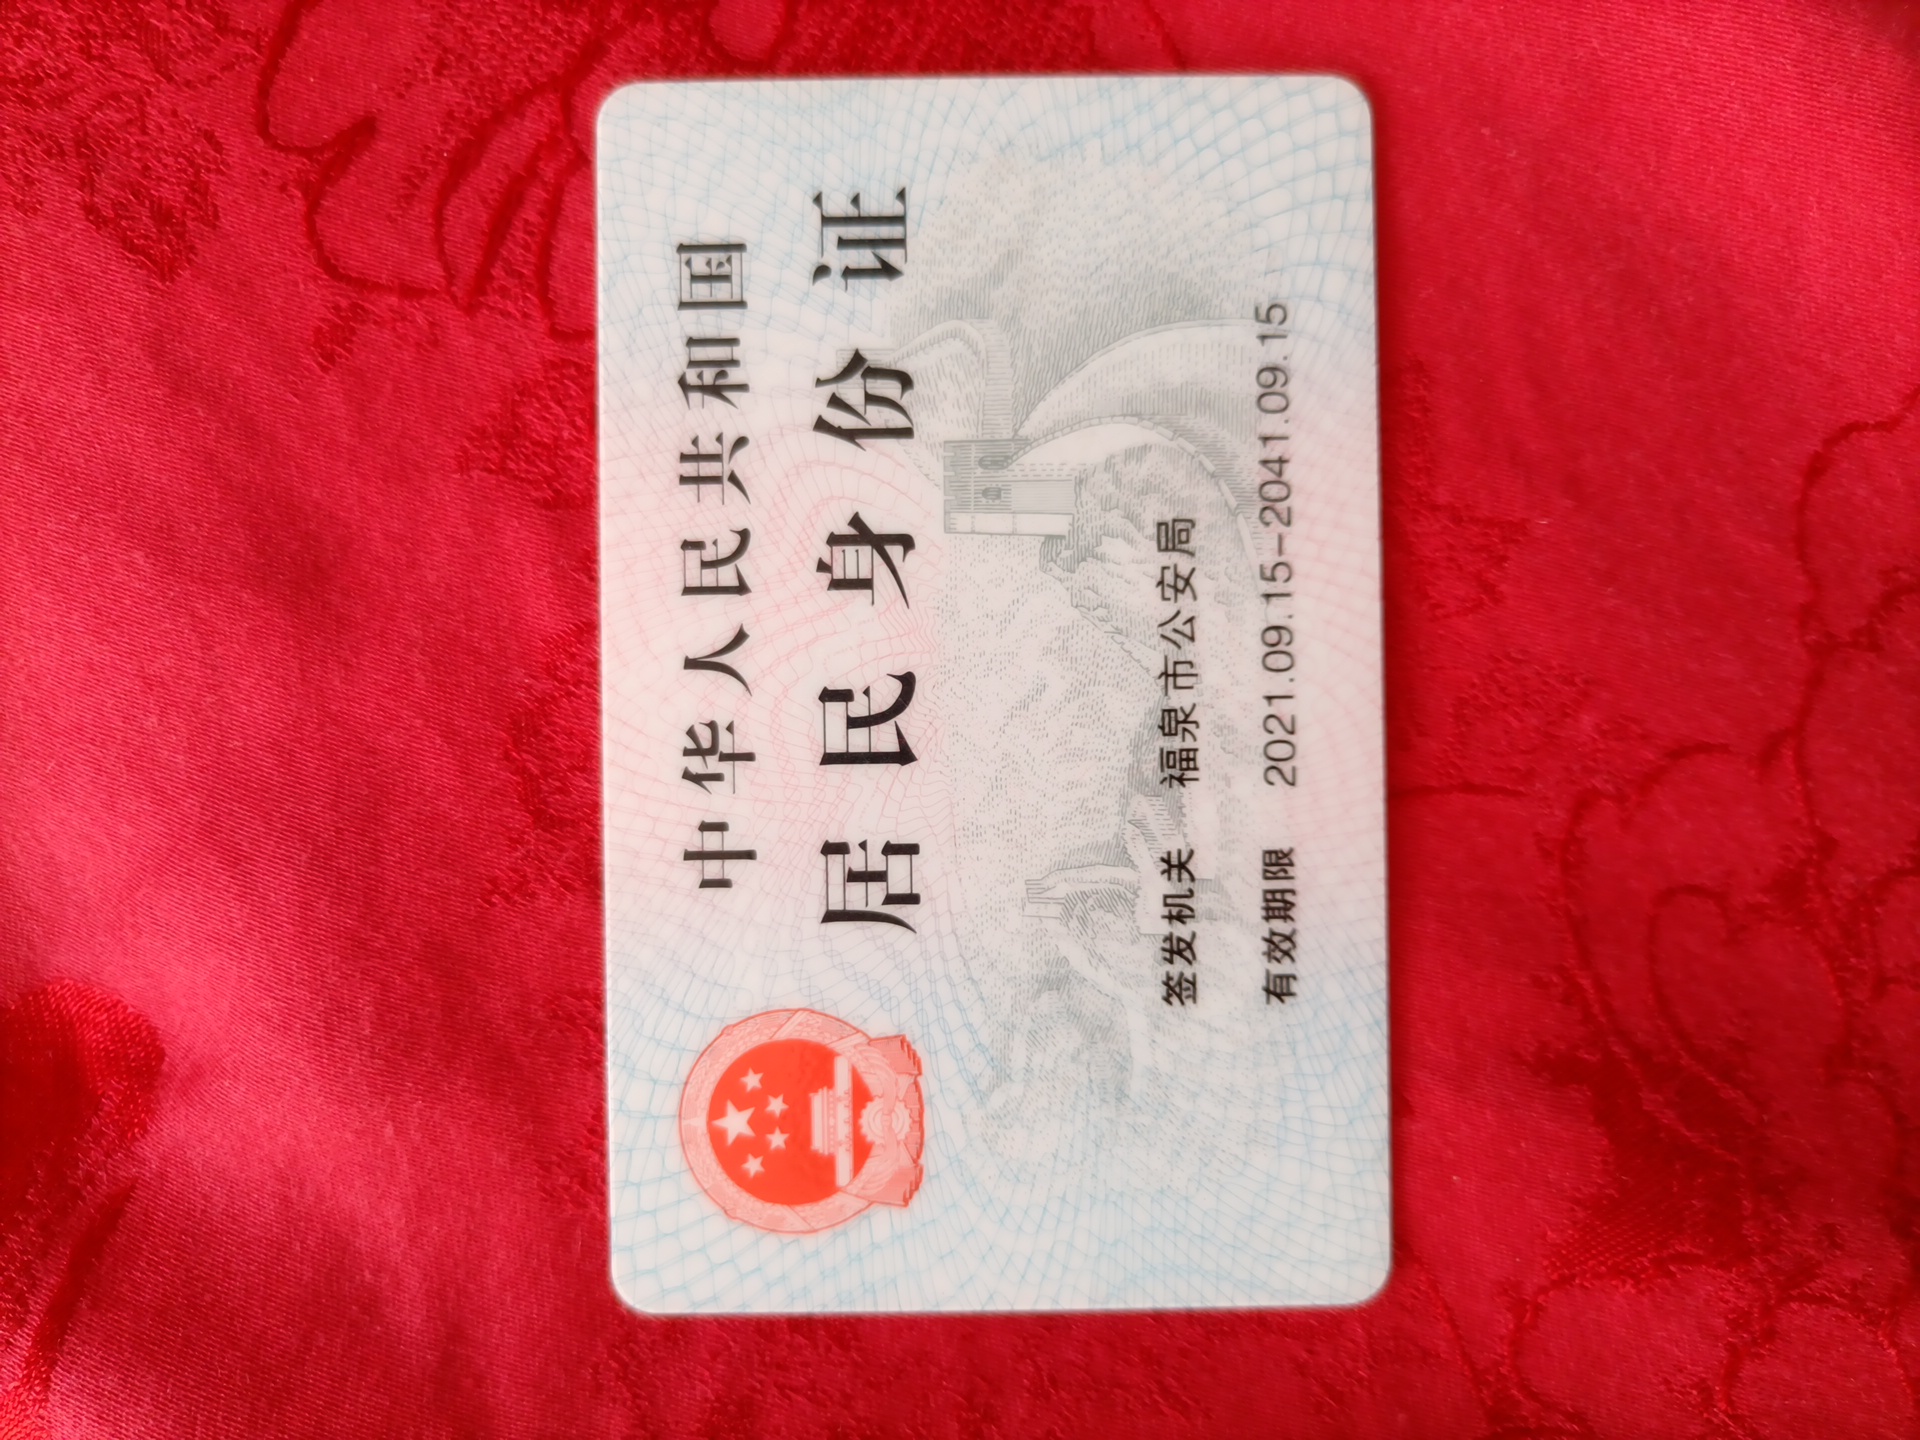 中华人民共和国
居民身份证
签发机关 福泉市公安局
有效期限 2021.09.15-2041.09.15